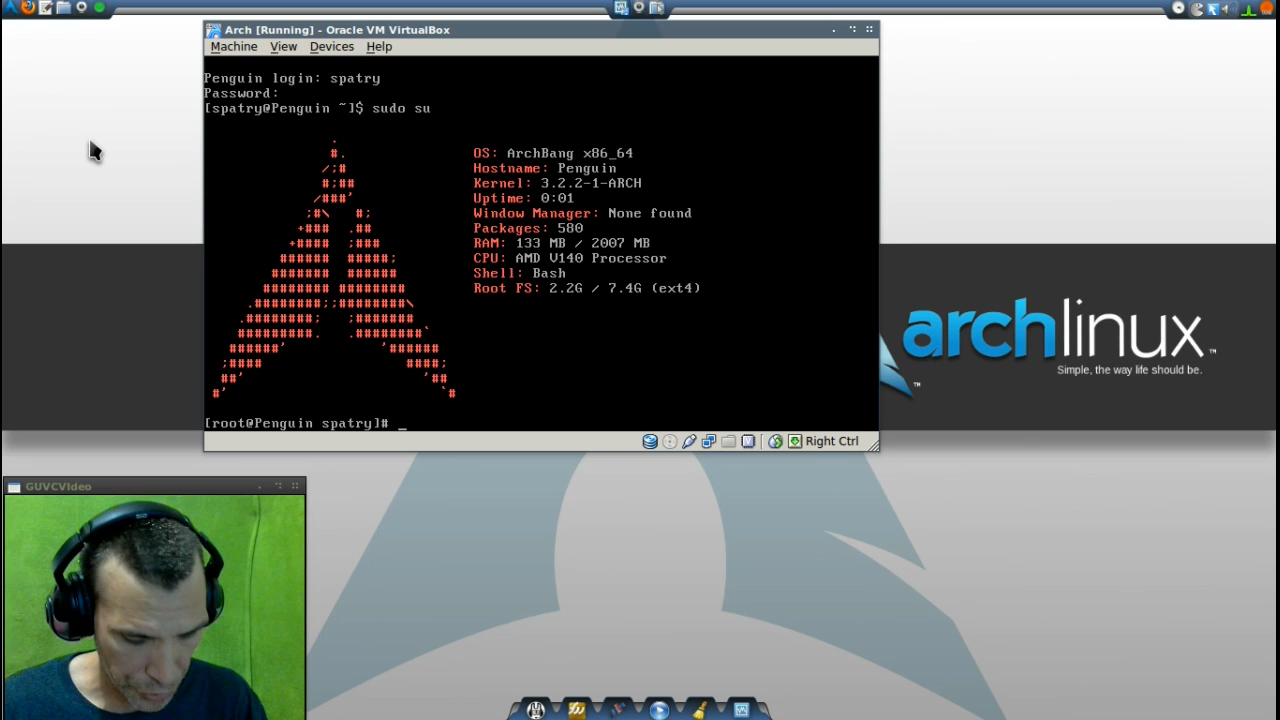 Arch [Running] - Oracle VM VirtualBox
Machine View Devices Help
Penguin login: spatry
Password:
[spatry@Penguin ~]$ sudo su
OS: ArchBang x86_64
Hostname: Penguin
Kernel: 3.2.2-1-ARCH
Uptime: 0:01
Window Manager: None found
Packages: 580
RAM: 133 MB / 2007 MB
CPU: AMD V140 Processor
Shell: Bash
Root FS: 2.2G / 7.4G (ext4)
[root@Penguin spatry]# _
Right Ctrl
archlinux™
Simple, the way life should be.
™
GUVCVideo